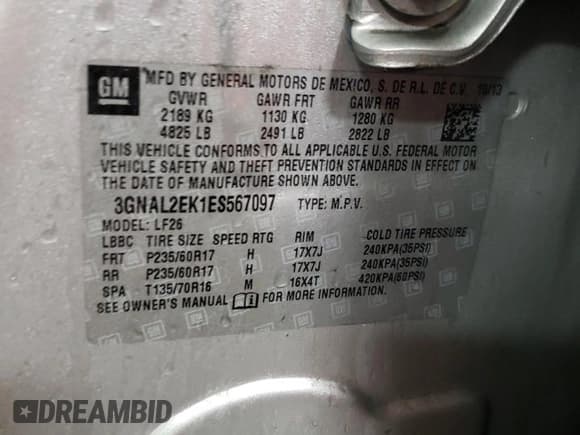 GM
MFD BY GENERAL MOTORS DE MEXICO, S. DE R.L. DE C.V. 10/13
GVWR GAWR FRT GAWR RR
2189 KG 1130 KG 1280 KG
4825 LB 2491 LB 2822 LB
THIS VEHICLE CONFORMS TO ALL APPLICABLE U.S. FEDERAL MOTOR
VEHICLE SAFETY AND THEFT PREVENTION STANDARDS IN EFFECT ON
THE DATE OF MANUFACTURE SHOWN ABOVE.
3GNAL2EK1ES567097 TYPE: M.P.V.
MODEL: LF26
LBBC TIRE SIZE SPEED RTG RIM COLD TIRE PRESSURE
FRT P235/60R17 H 17X7J 240KPA(35PSI)
RR P235/60R17 H 17X7J 240KPA(35PSI)
SPA T135/70R16 M 16X4T 420KPA(60PSI)
SEE OWNER'S MANUAL FOR MORE INFORMATION.
DREAMBID